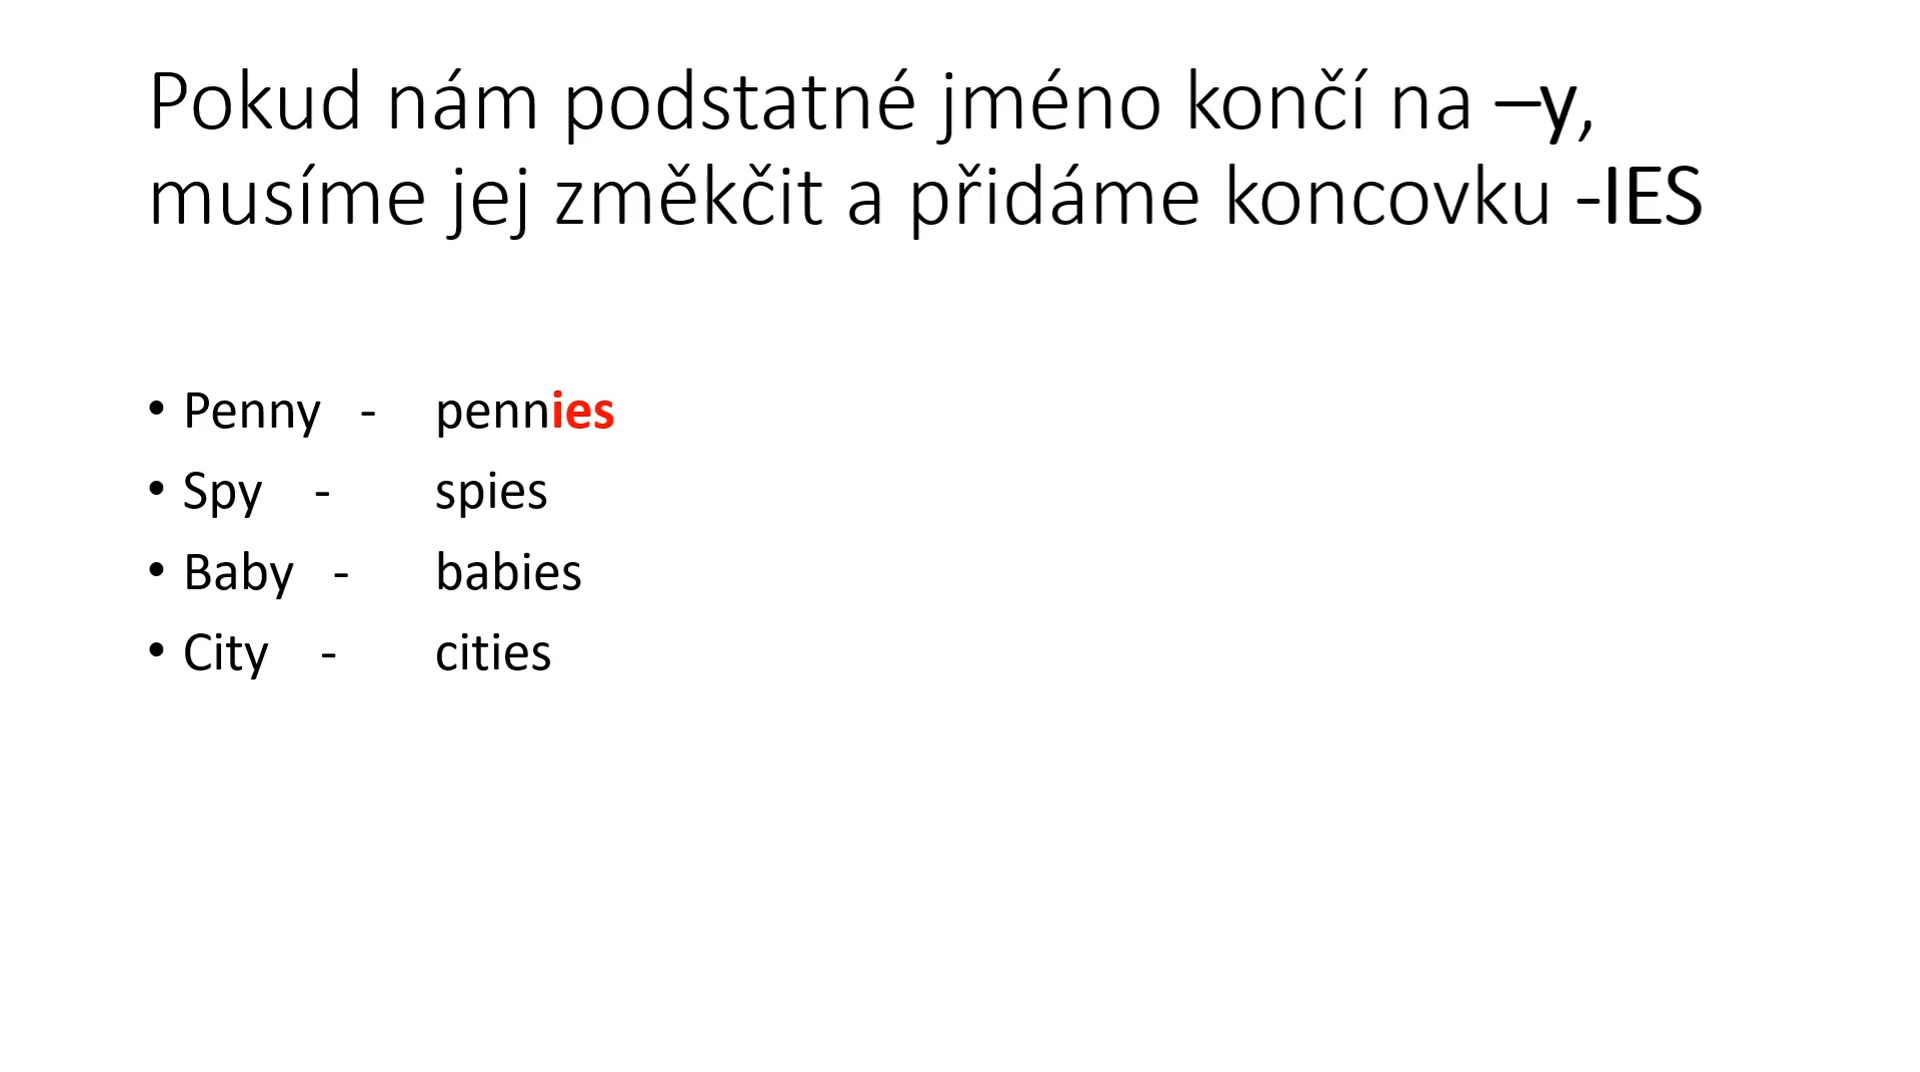 Pokud nám podstatné jméno končí na –y,
musíme jej změkčit a přidáme koncovku -IES
• Penny - pennies
• Spy - spies
• Baby - babies
• City - cities